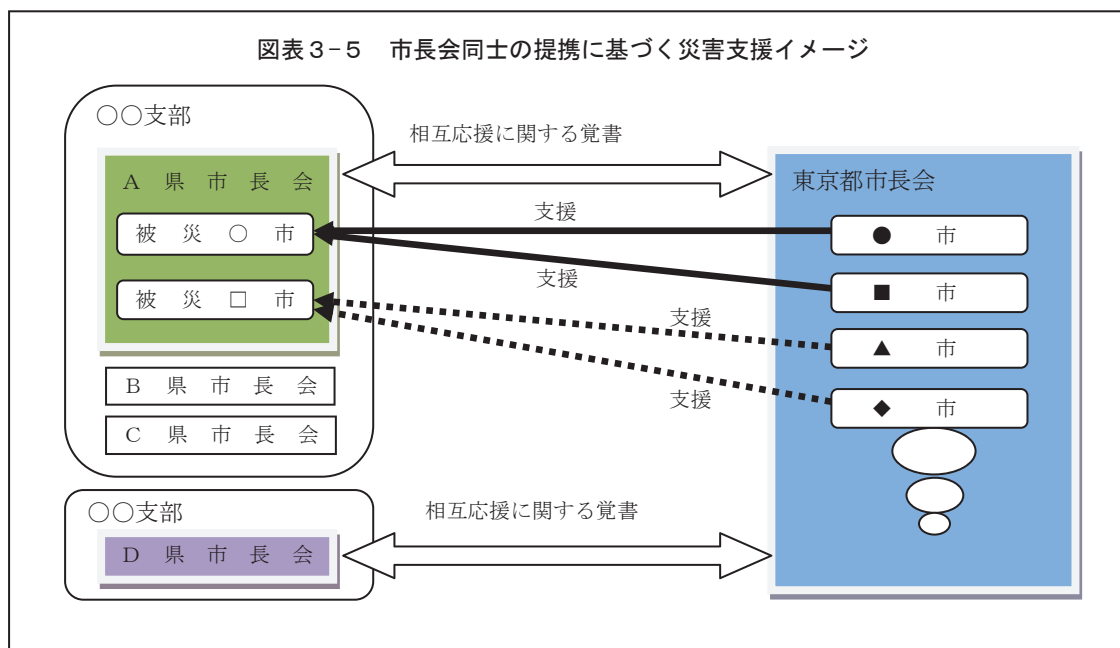 図表3-5 市長会同士の提携に基づく災害支援イメージ
○○支部
A県市長会
被災○市
被災□市
B県市長会
C県市長会
○○支部
D県市長会
相互応援に関する覚書
支援
支援
支援
支援
相互応援に関する覚書
東京都市長会
●市
■市
▲市
◆市